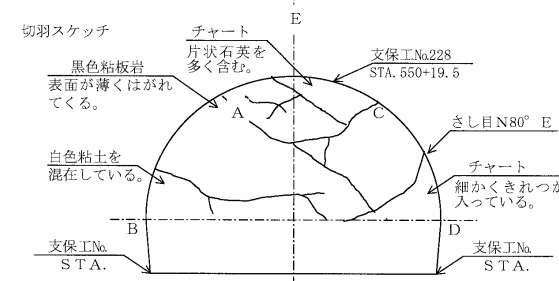 E
切羽スケッチ
チャート
片状石英を
多く含む。
支保工No.228
STA.550+19.5
黒色粘板岩
表面が薄くはがれ
てくる。
A
C
さし目N80° E
白色粘土を
混在している。
チャート
細かくきれつが
入っている。
B
D
支保工No.
STA.
支保工No.
STA.